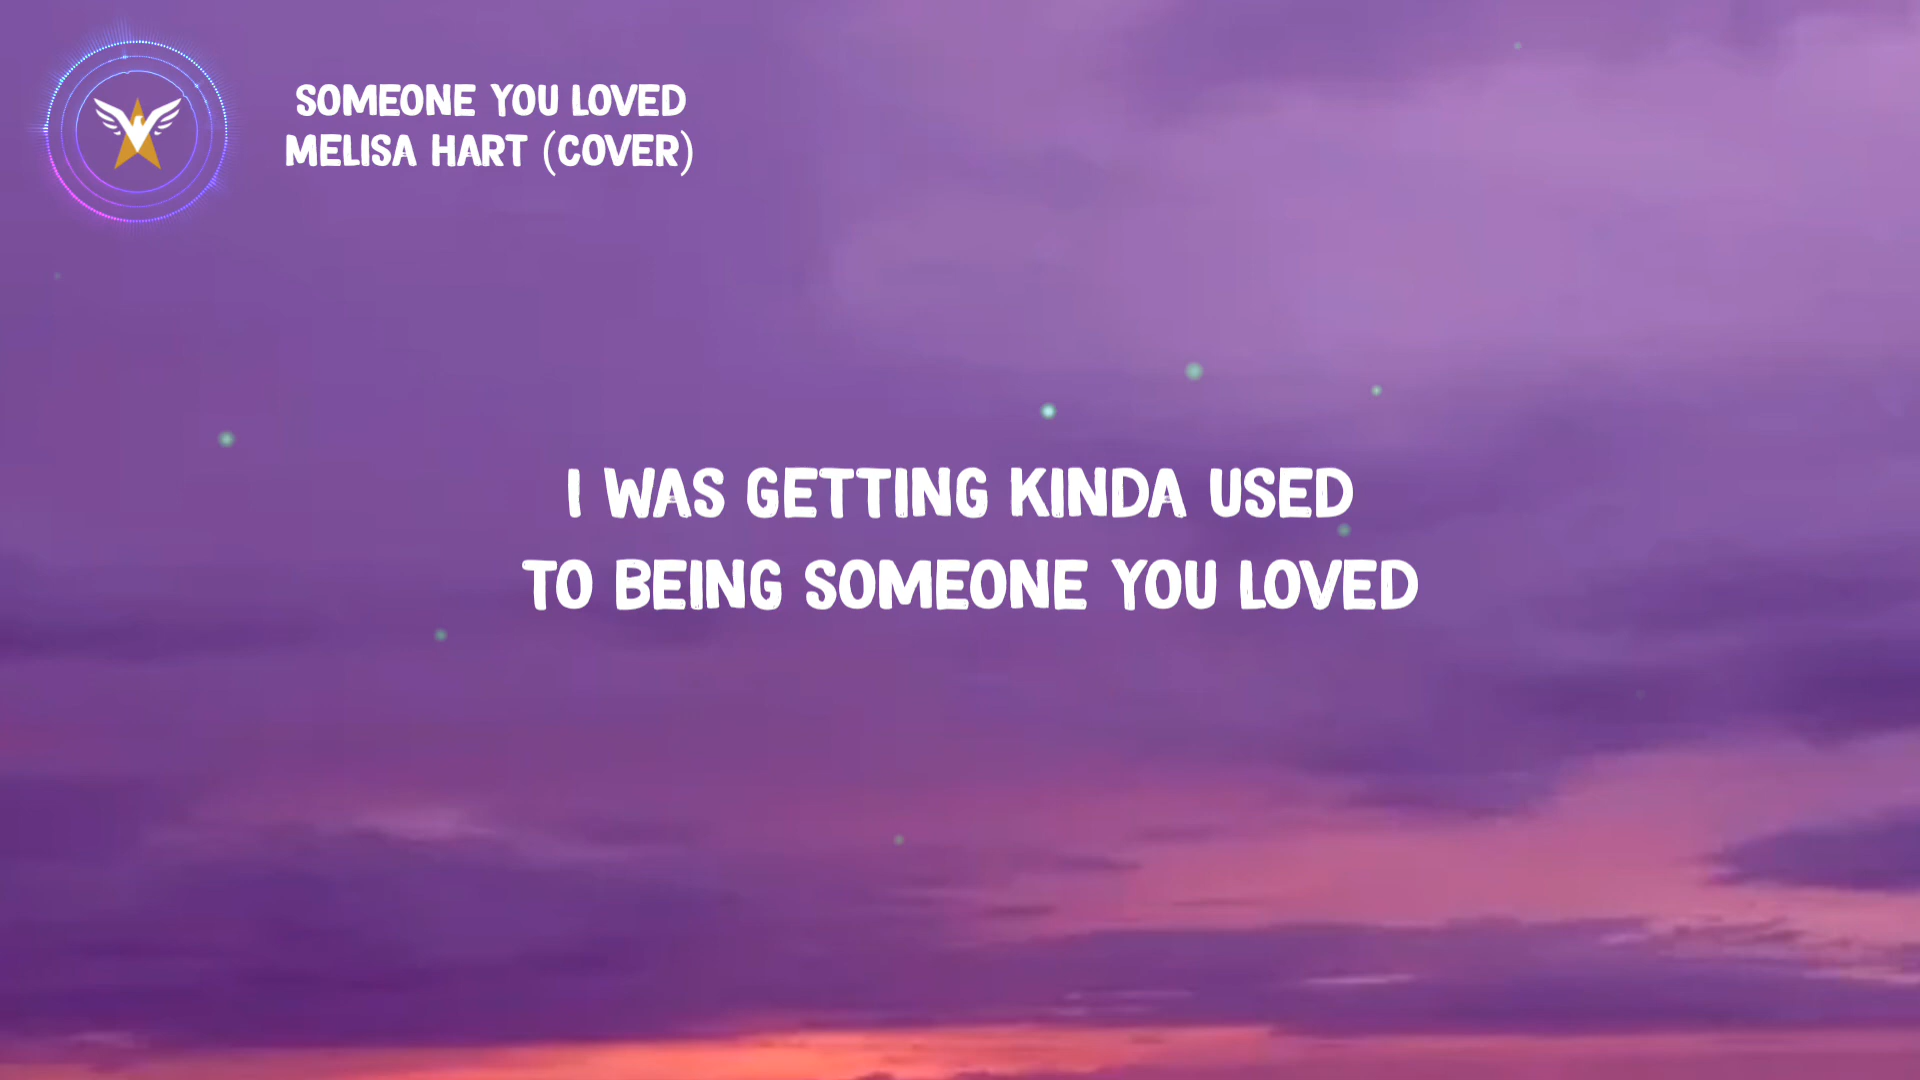 SOMEONE YOU LOVED
MELISA HART (COVER)
I WAS GETTING KINDA USED
TO BEING SOMEONE YOU LOVED